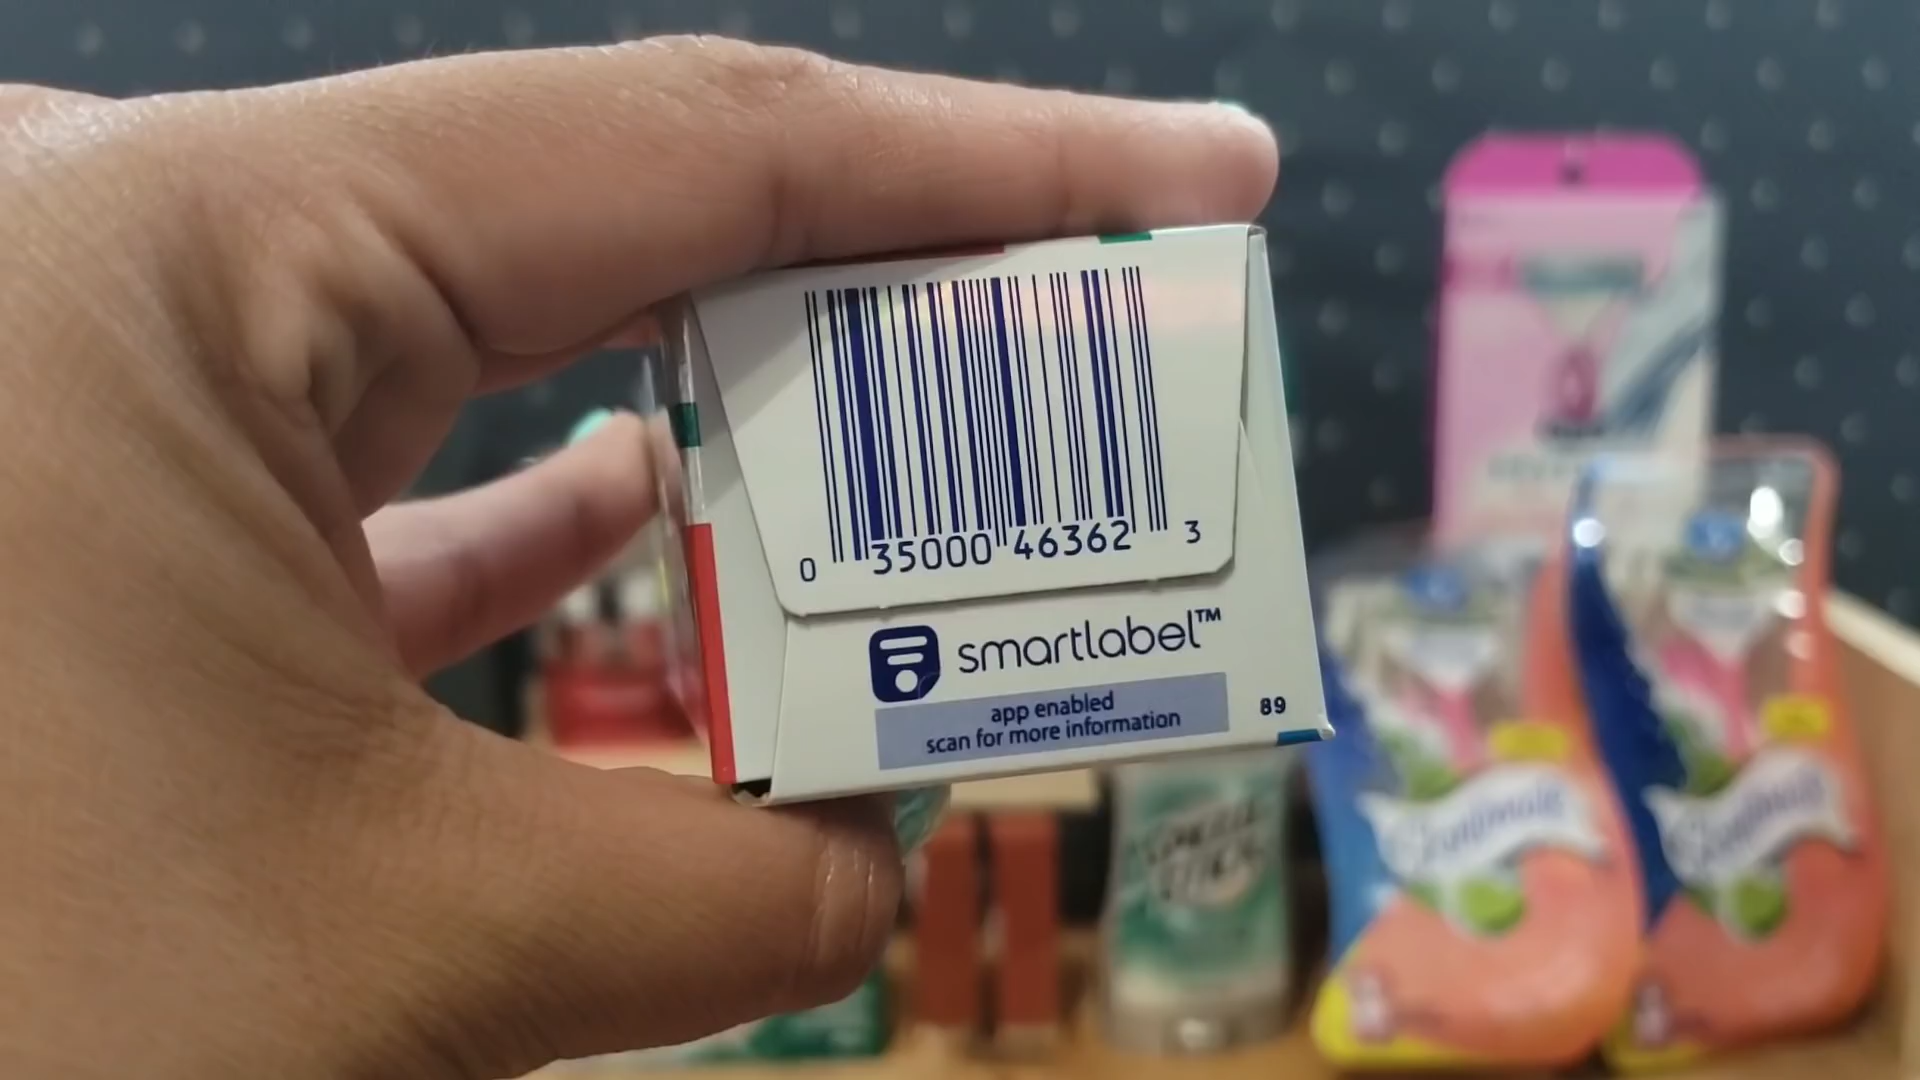 0 35000 46362 3
smartlabel™
app enabled
scan for more information
89